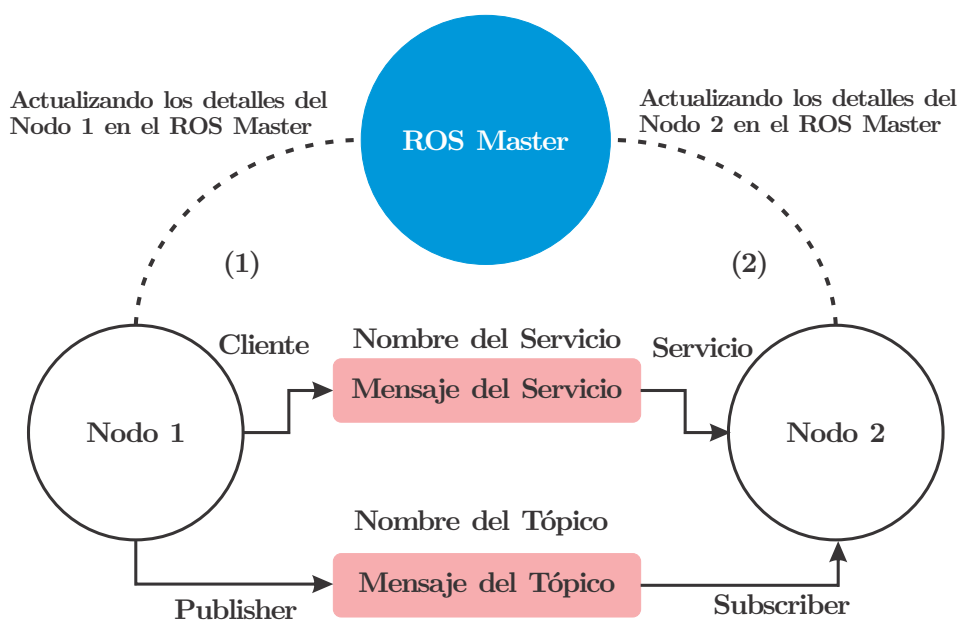 Actualizando los detalles del
Nodo 1 en el ROS Master
Actualizando los detalles del
Nodo 2 en el ROS Master
ROS Master
(1)
(2)
Cliente
Nombre del Servicio
Servicio
Mensaje del Servicio
Nodo 1
Nodo 2
Nombre del Tópico
Mensaje del Tópico
Publisher
Subscriber